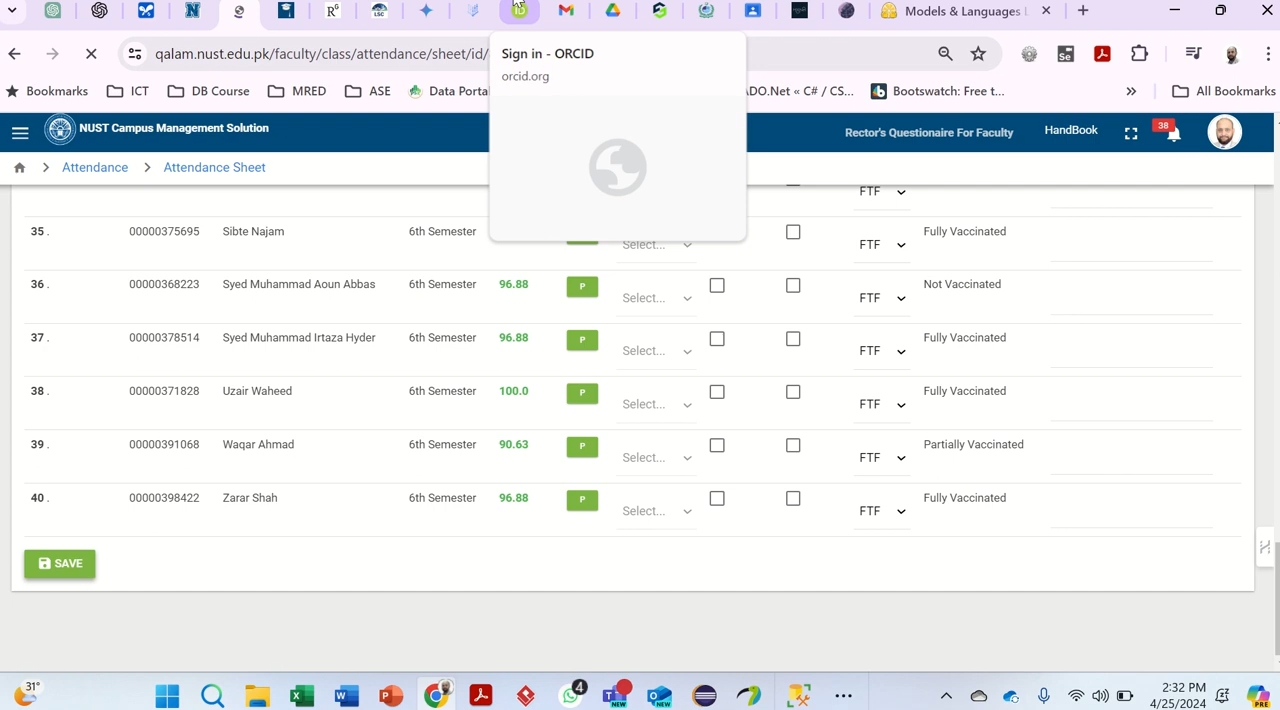 Models & Languages
qalam.nust.edu.pk/faculty/class/attendance/sheet/id/
Sign in - ORCID
orcid.org
Bookmarks
ICT
DB Course
MRED
ASE
Data Porta
ADO.Net « C# / CS...
Bootswatch: Free t...
»
All Bookmarks
NUST Campus Management Solution
Rector's Questionaire For Faculty
HandBook
38
Attendance
Attendance Sheet
FTF
35 . 00000375695 Sibte Najam 6th Semester Select... FTF Fully Vaccinated
36 . 00000368223 Syed Muhammad Aoun Abbas 6th Semester 96.88 P Select... FTF Not Vaccinated
37 . 00000378514 Syed Muhammad Irtaza Hyder 6th Semester 96.88 P Select... FTF Fully Vaccinated
38 . 00000371828 Uzair Waheed 6th Semester 100.0 P Select... FTF Fully Vaccinated
39 . 00000391068 Waqar Ahmad 6th Semester 90.63 P Select... FTF Partially Vaccinated
40 . 00000398422 Zarar Shah 6th Semester 96.88 P Select... FTF Fully Vaccinated
SAVE
31°
4
NEW
NEW
2:32 PM
4/25/2024
PRE